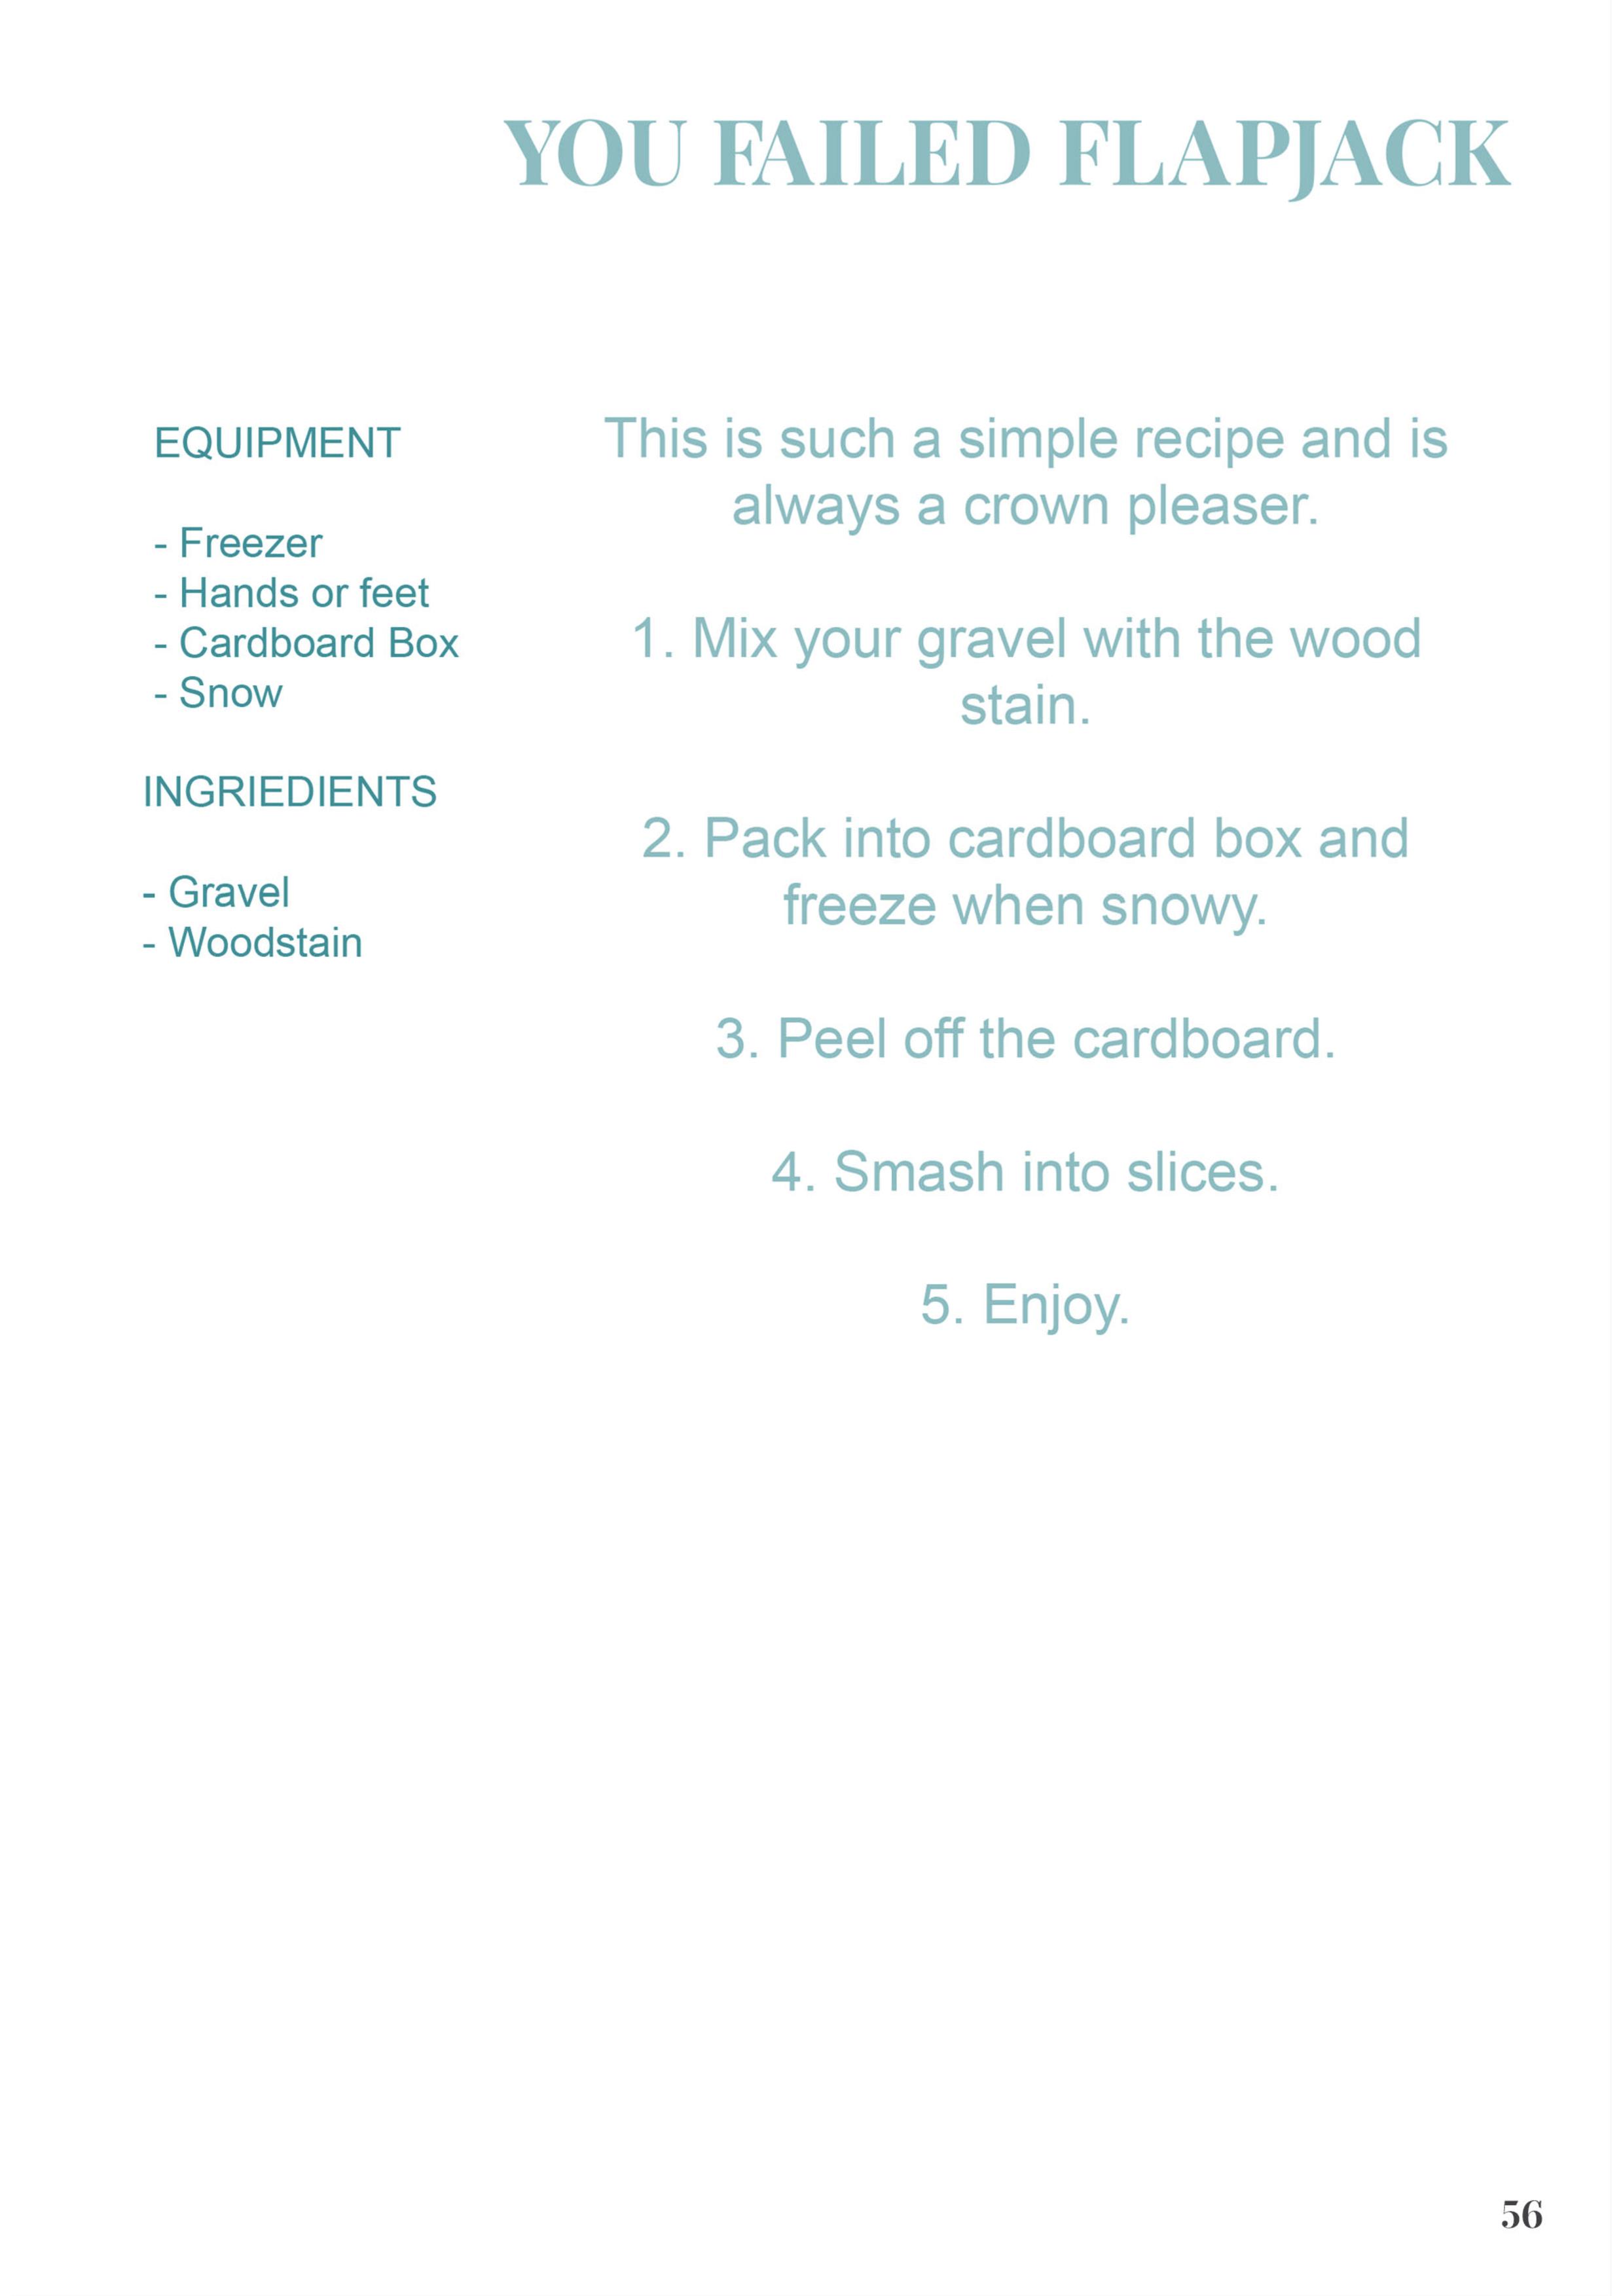 YOU FAILED FLAPJACK
EQUIPMENT
- Freezer
- Hands or feet
- Cardboard Box
- Snow
INGRIEDIENTS
- Gravel
- Woodstain
This is such a simple recipe and is
always a crown pleaser.
1. Mix your gravel with the wood
stain.
2. Pack into cardboard box and
freeze when snowy.
3. Peel off the cardboard.
4. Smash into slices.
5. Enjoy.
56